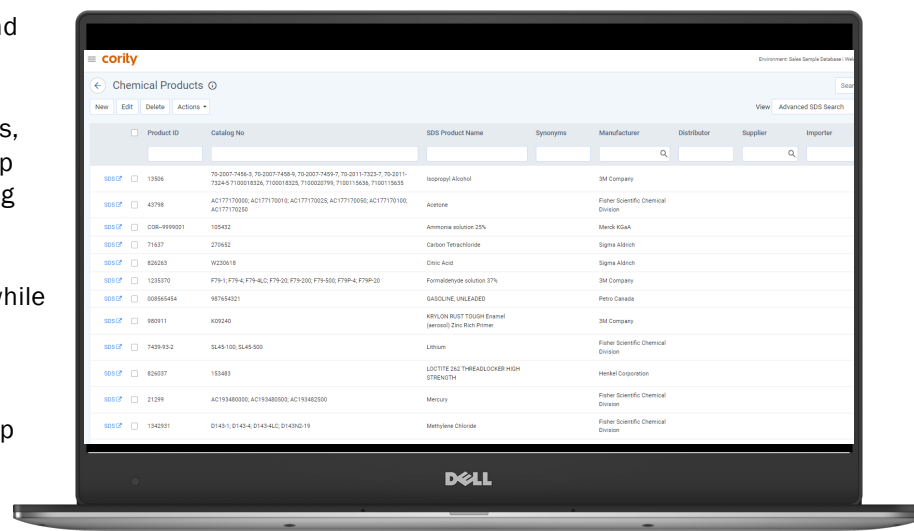 nd
s,
p
g
while
p
cority
Environment: Sales Sample Database | Wel
Chemical Products
Sear
New Edit Delete Actions
View Advanced SDS Search
Product ID Catalog No SDS Product Name Synonyms Manufacturer Distributor Supplier Importer
SDS 13506 70-2007-7456-3, 70-2007-7458-9, 70-2007-7459-7, 70-2011-7323-7, 70-2011- Isopropyl Alcohol 3M Company
7324-5 7100018326, 7100018325, 7100020799, 7100115636, 7100115635
SDS 43798 AC177170000; AC177170010; AC177170025; AC177170050; AC177170100; Acetone Fisher Scientific Chemical
AC177170250 Division
SDS COR-9999001 105432 Ammonia solution 25% Merck KGaA
SDS 71637 270652 Carbon Tetrachloride Sigma Aldrich
SDS 826263 W230618 Citric Acid Sigma Aldrich
SDS 1235370 F79-1; F79-4; F79-4LC; F79-20; F79-200; F79-500; F79P-4; F79P-20 Formaldehyde solution 37% 3M Company
SDS 008565454 987654321 GASOLINE, UNLEADED Petro Canada
SDS 980911 K09240 KRYLON RUST TOUGH Enamel 3M Company
(aerosol) Zinc Rich Primer
SDS 7439-93-2 SL45-100; SL45-500 Lithium Fisher Scientific Chemical
Division
SDS 826037 153483 LOCTITE 262 THREADLOCKER HIGH Henkel Corporation
STRENGTH
SDS 21299 AC193480000; AC193480500; AC193482500 Mercury Fisher Scientific Chemical
Division
SDS 1342931 D143-1; D143-4; D143-4LC; D143N2-19 Methylene Chloride Fisher Scientific Chemical
Division
DELL